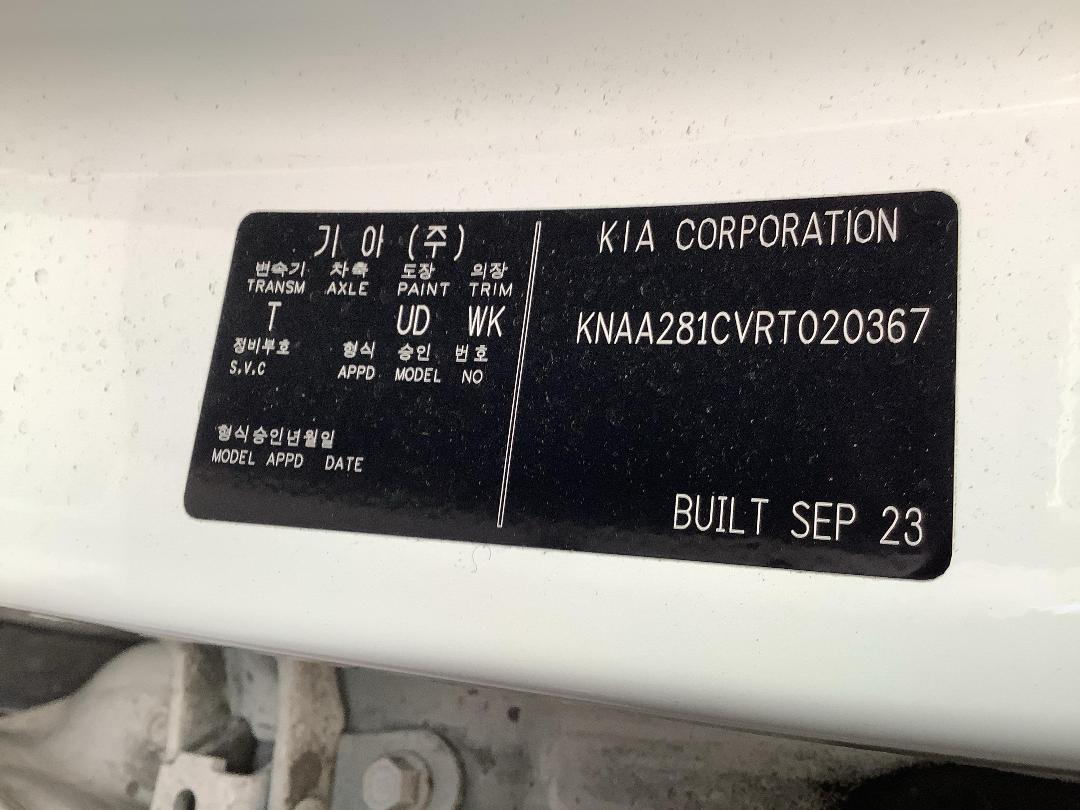 기아(주)
변속기 차축 도장 의장
TRANSM AXLE PAINT TRIM
T UD WK
정비부호 형식 승인 번호
S.V.C APPD MODEL NO
형식승인년월일
MODEL APPD DATE
KIA CORPORATION
KNAA281CVRT020367
BUILT SEP 23